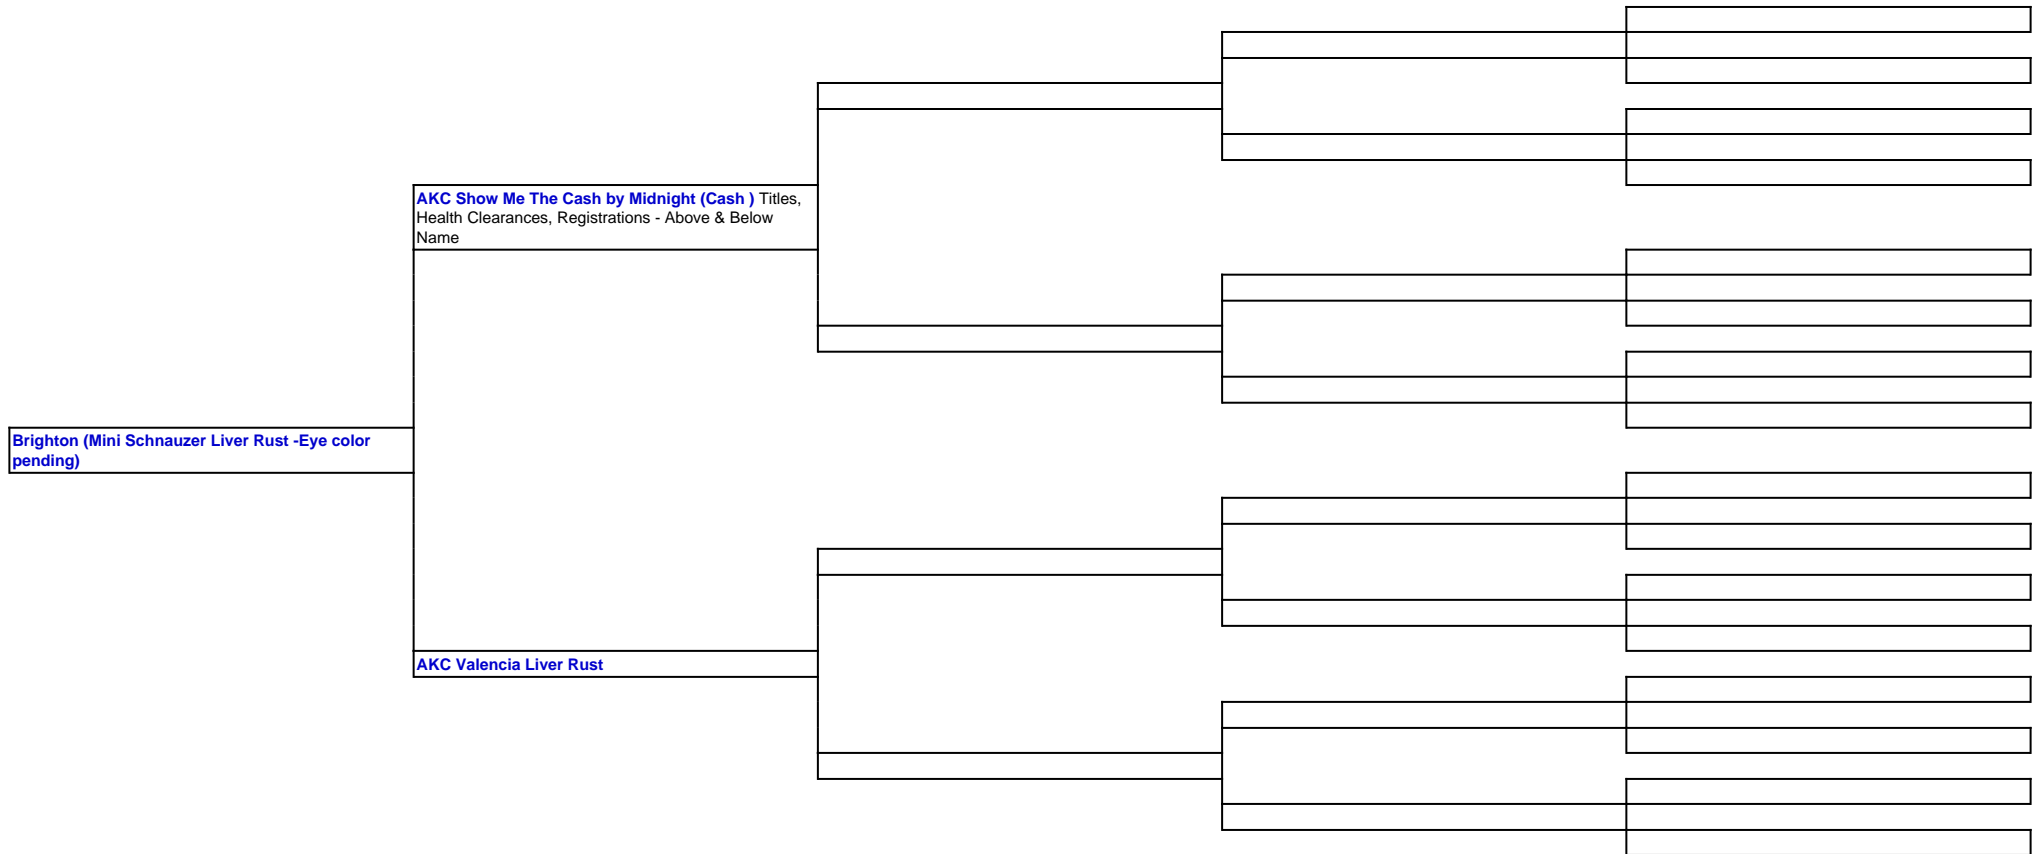 AKC Show Me The Cash by Midnight (Cash ) Titles,
Health Clearances, Registrations - Above & Below
Name
Brighton (Mini Schnauzer Liver Rust -Eye color
pending)
AKC Valencia Liver Rust